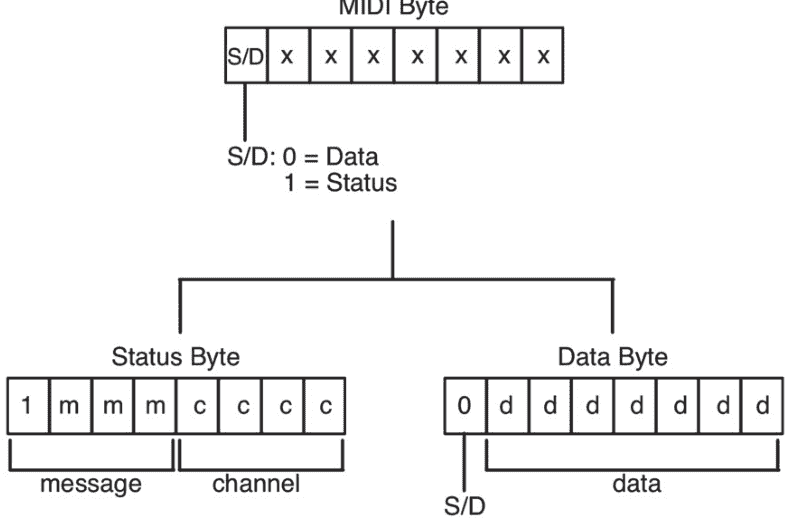 MIDI Byte
S/D x x x x x x x
S/D: 0 = Data
1 = Status
Status Byte
1 m m m c c c c
message channel
Data Byte
0 d d d d d d d
data
S/D